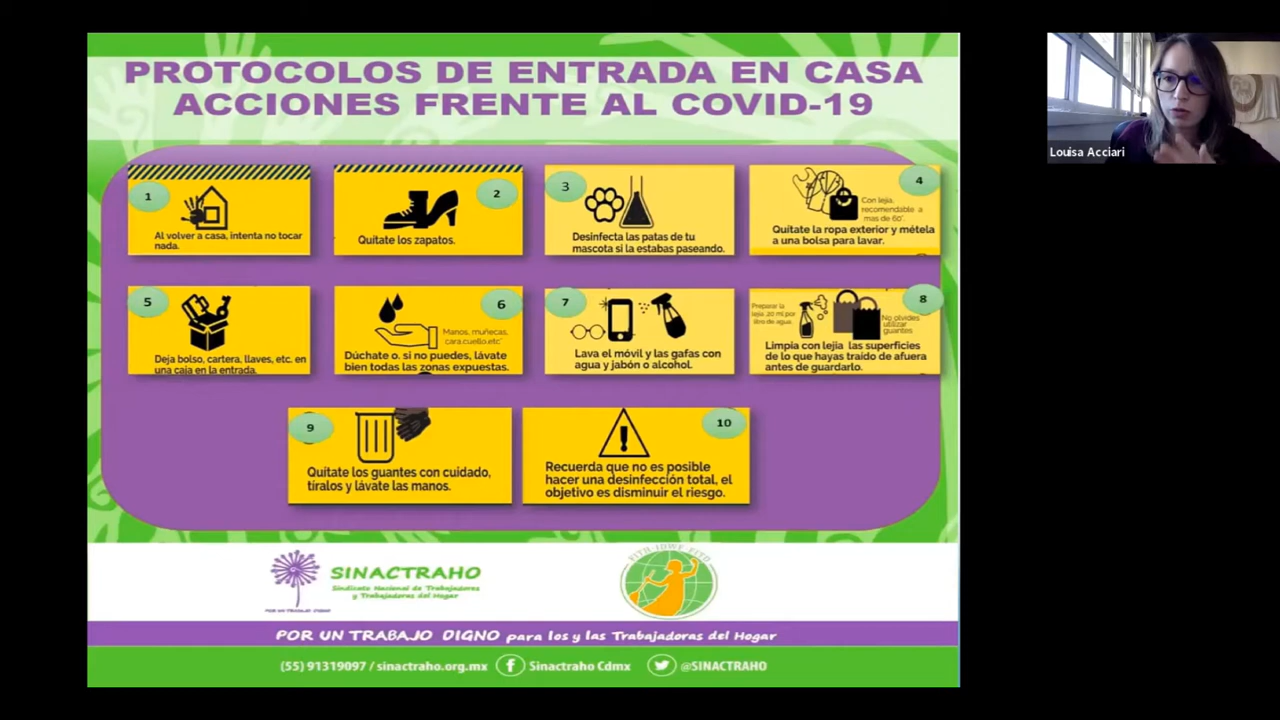 PROTOCOLOS DE ENTRADA EN CASA
ACCIONES FRENTE AL COVID-19
Louisa Acciari
1
Al volver a casa, intenta no tocar
nada.
2
Quítate los zapatos.
3
Desinfecta las patas de tu
mascota si la estabas paseando.
4
Con lejía,
recomendable a
mas de 60°.
Quítate la ropa exterior y métela
a una bolsa para lavar.
5
Deja bolso, cartera, llaves, etc. en
una caja en la entrada.
6
Manos, muñecas,
cara,cuello,etc
Dúchate o. si no puedes, lávate
bien todas las zonas expuestas.
7
Lava el móvil y las gafas con
agua y jabón o alcohol.
8
Preparar la
lejía .20 ml por
litro de agua.
No olvides
utilizar
guantes
Limpia con lejía las superficies
de lo que hayas traído de afuera
antes de guardarlo.
9
Quítate los guantes con cuidado,
tíralos y lávate las manos.
10
Recuerda que no es posible
hacer una desinfección total, el
objetivo es disminuir el riesgo.
SINACTRAHO
Sindicato Nacional de Trabajadores
y Trabajadoras del Hogar
POR UN TRABAJO DIGNO
FITH-IDWF-FITD
POR UN TRABAJO DIGNO para los y las Trabajadoras del Hogar
(55) 91319097 / sinactraho.org.mx Sinactraho Cdmx @SINACTRAHO